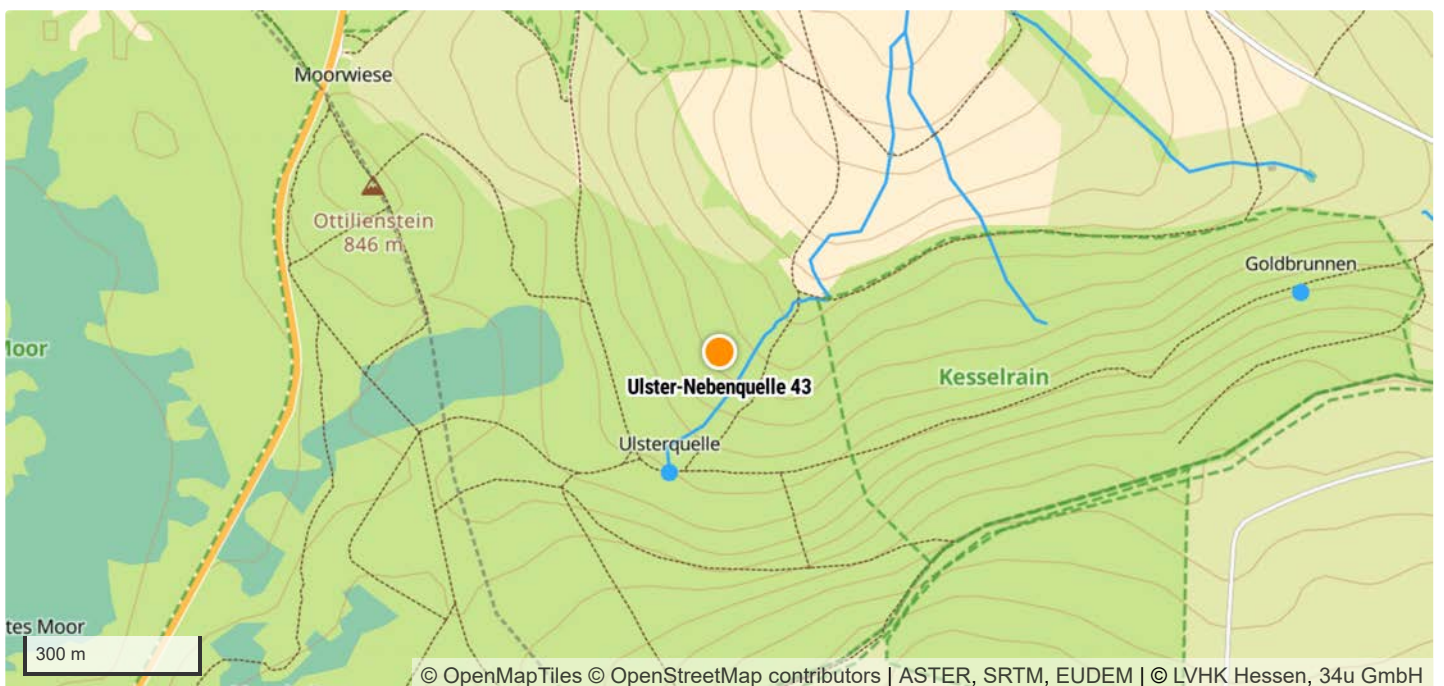 Moorwiese
Ottilienstein
846 m
Goldbrunnen
Moor
Ulster-Nebenquelle 43
Kesselrain
Ulsterquelle
tes Moor
300 m
© OpenMapTiles © OpenStreetMap contributors | ASTER, SRTM, EUDEM | © LVHK Hessen, 34u GmbH